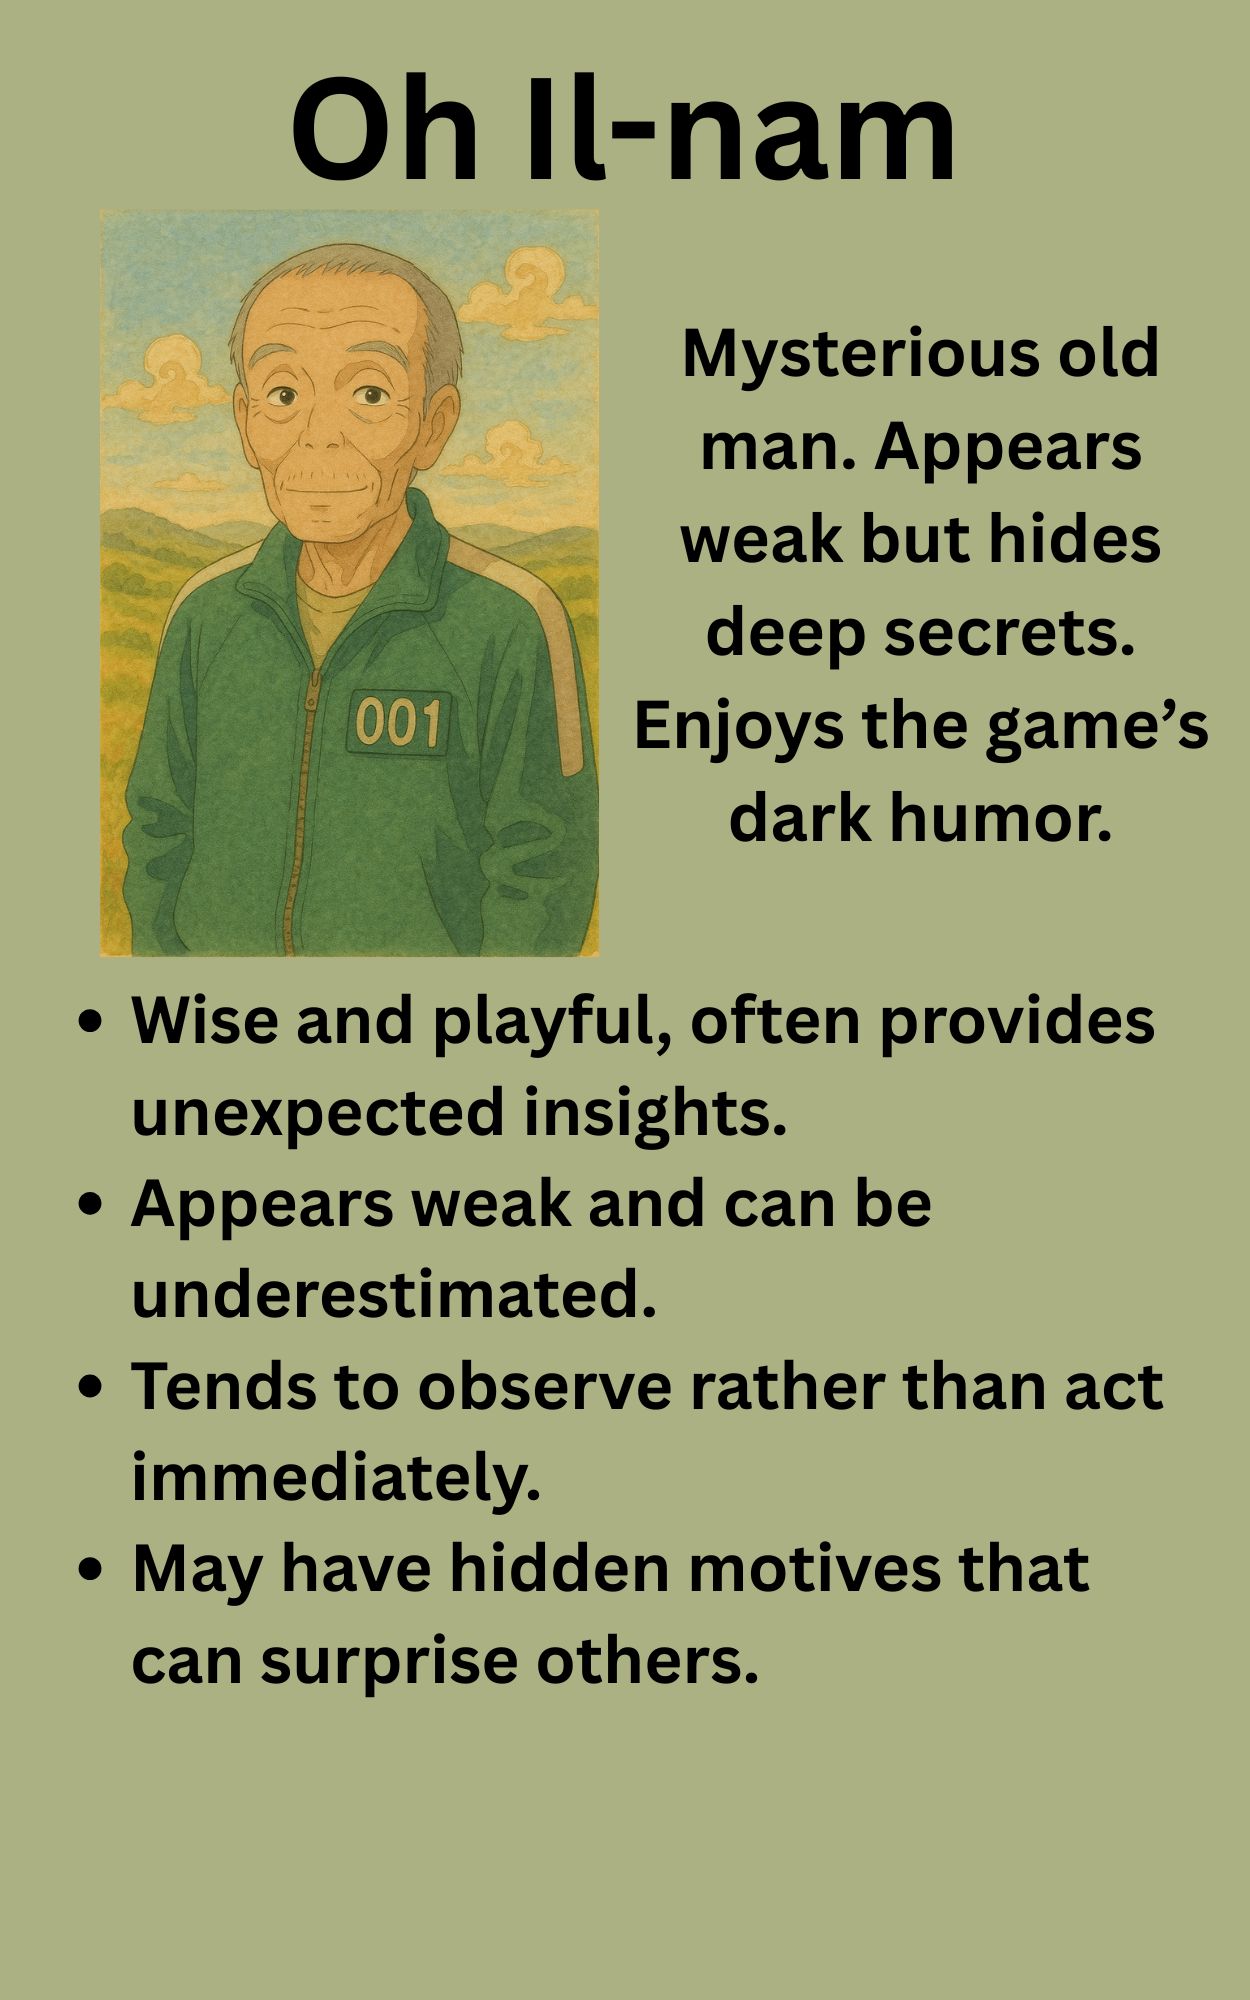 Oh Il-nam
Mysterious old
man. Appears
weak but hides
deep secrets.
Enjoys the game’s
dark humor.
001
• Wise and playful, often provides
unexpected insights.
• Appears weak and can be
underestimated.
• Tends to observe rather than act
immediately.
• May have hidden motives that
can surprise others.